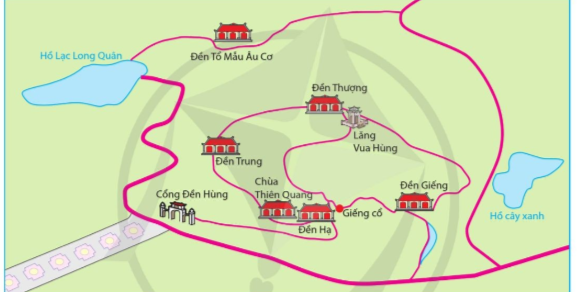 Hồ Lạc Long Quân
Đền Tổ Mẫu Âu Cơ
Đền Thượng
Lăng
Vua Hùng
Đền Trung
Chùa
Thiên Quang
Cổng Đền Hùng
Đền Giếng
Giếng cổ
Đền Hạ
Hồ cây xanh